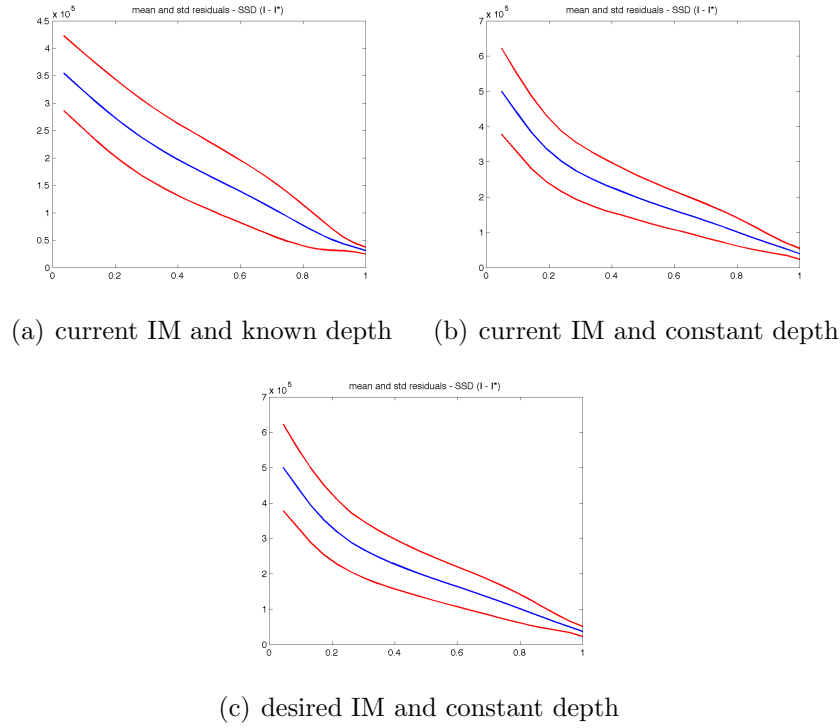 mean and std residuals - SSD (I - I*)
x 10^5
4.5
4
3.5
3
2.5
2
1.5
1
0.5
0
0 0.2 0.4 0.6 0.8 1
mean and std residuals - SSD (I - I*)
x 10^5
7
6
5
4
3
2
1
0
0 0.2 0.4 0.6 0.8 1
(a) current IM and known depth
(b) current IM and constant depth
mean and std residuals - SSD (I - I*)
x 10^5
7
6
5
4
3
2
1
0
0 0.2 0.4 0.6 0.8 1
(c) desired IM and constant depth